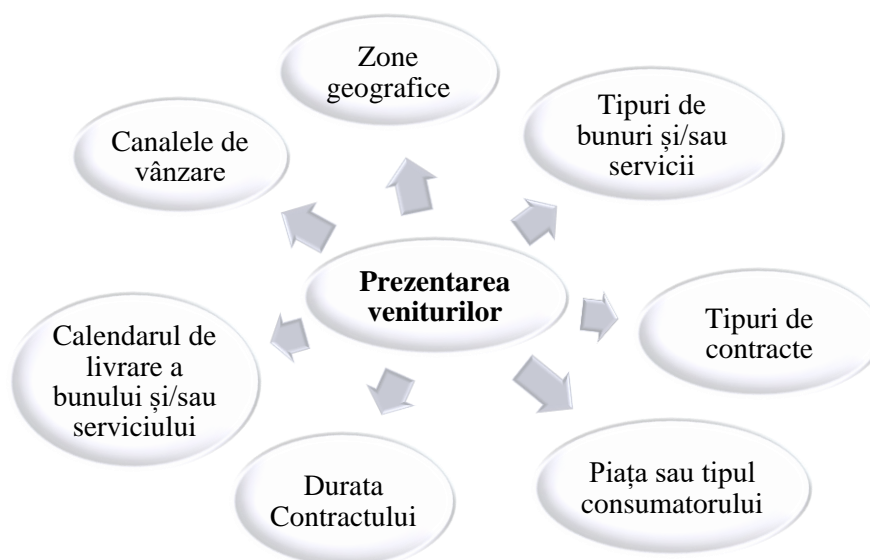 Zone
geografice
Tipuri de
bunuri și/sau
servicii
Canalele de
vânzare
Prezentarea
veniturilor
Tipuri de
contracte
Calendarul de
livrare a
bunului și/sau
serviciului
Durata
Contractului
Piața sau tipul
consumatorului